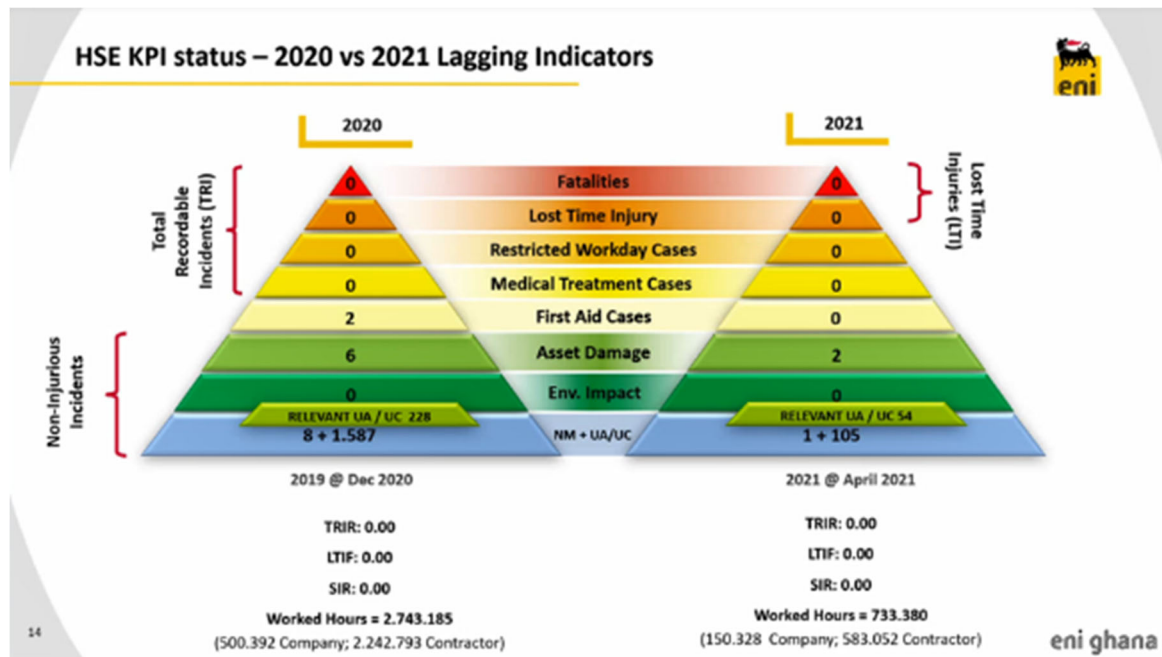 HSE KPI status – 2020 vs 2021 Lagging Indicators
eni
2020
2021
Total
Recordable
Incidents (TRI)
Lost Time
Injuries (LTI)
Non-Injurious
Incidents
0
Fatalities
0
0
Lost Time Injury
0
0
Restricted Workday Cases
0
0
Medical Treatment Cases
0
2
First Aid Cases
0
6
Asset Damage
2
0
Env. Impact
0
RELEVANT UA / UC 228
RELEVANT UA / UC 54
8 + 1.587
NM + UA/UC
1 + 105
2019 @ Dec 2020
TRIR: 0.00
LTIF: 0.00
SIR: 0.00
Worked Hours = 2.743.185
(500.392 Company; 2.242.793 Contractor)
2021 @ April 2021
TRIR: 0.00
LTIF: 0.00
SIR: 0.00
Worked Hours = 733.380
(150.328 Company; 583.052 Contractor)
14
eni ghana